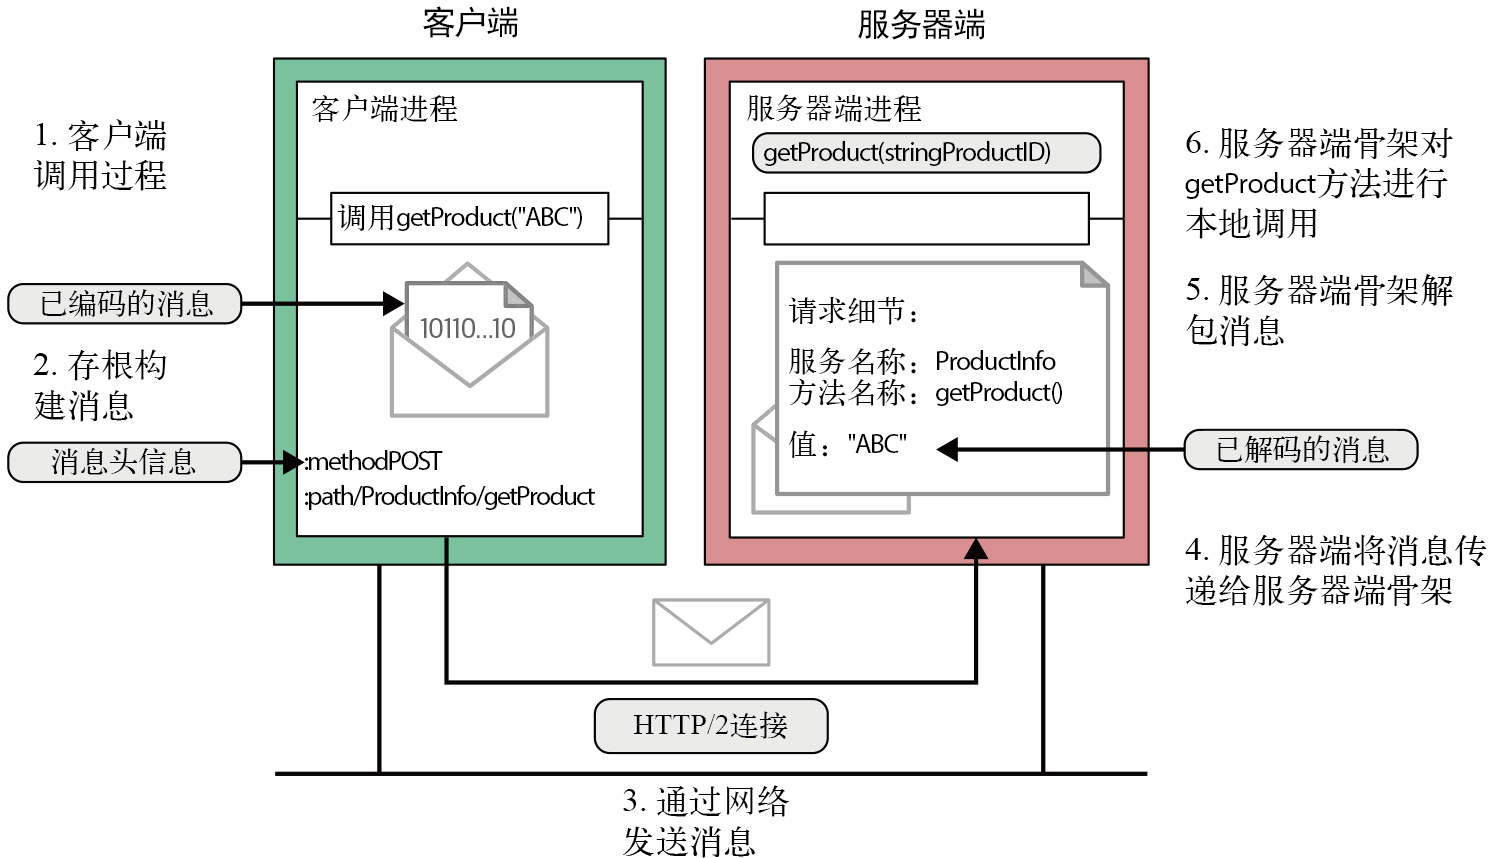 客户端
服务器端
客户端进程
服务器端进程
1. 客户端
调用过程
getProduct(stringProductID)
6. 服务器端骨架对
getProduct方法进行
本地调用
调用getProduct("ABC")
已编码的消息
10110...10
请求细节：
5. 服务器端骨架解
包消息
2. 存根构
建消息
服务名称：ProductInfo
方法名称：getProduct()
消息头信息
:methodPOST
:path/ProductInfo/getProduct
值："ABC"
已解码的消息
4. 服务器端将消息传
递给服务器端骨架
HTTP/2连接
3. 通过网络
发送消息